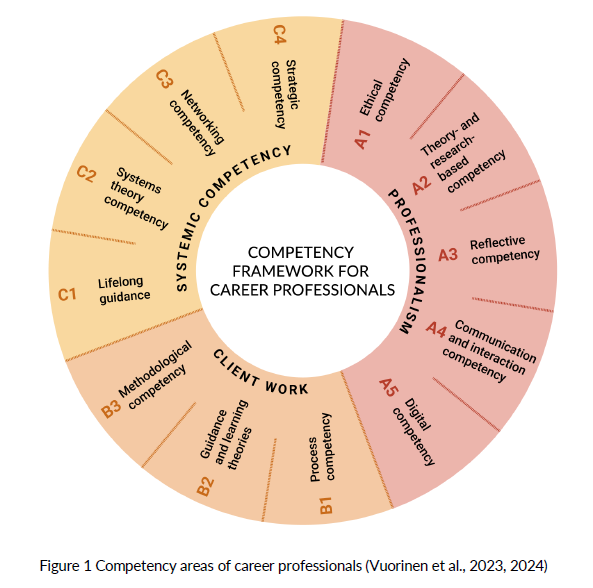 COMPETENCY
FRAMEWORK FOR
CAREER PROFESSIONALS
PROFESSIONALISM
A1
Ethical
competency
A2
Theory- and
research-
based
competency
A3
Reflective
competency
A4
Communication
and interaction
competency
A5
Digital
competency
CLIENT WORK
B1
Process
competency
B2
Guidance
and learning
theories
B3
Methodological
competency
SYSTEMIC COMPETENCY
C1
Lifelong
guidance
C2
Systems
theory
competency
C3
Networking
competency
C4
Strategic
competency
Figure 1 Competency areas of career professionals (Vuorinen et al., 2023, 2024)